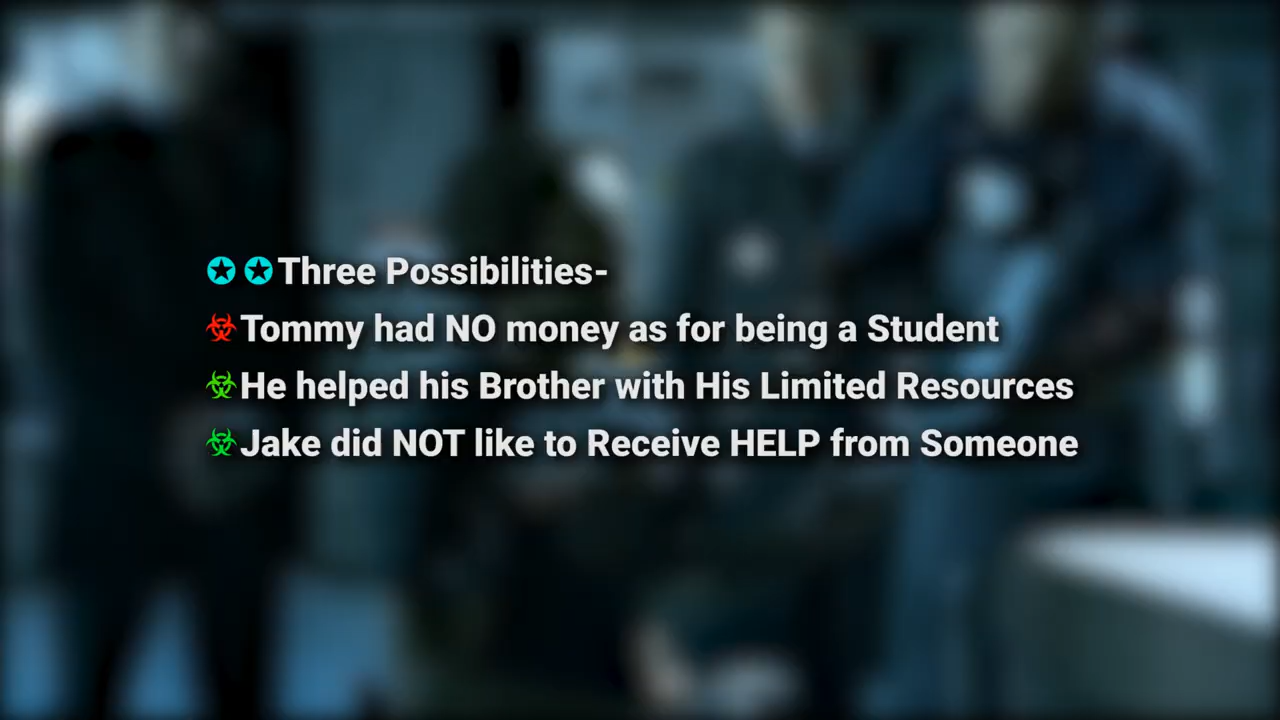 ✪ ✪ Three Possibilities-
☣Tommy had NO money as for being a Student
☣He helped his Brother with His Limited Resources
☣Jake did NOT like to Receive HELP from Someone